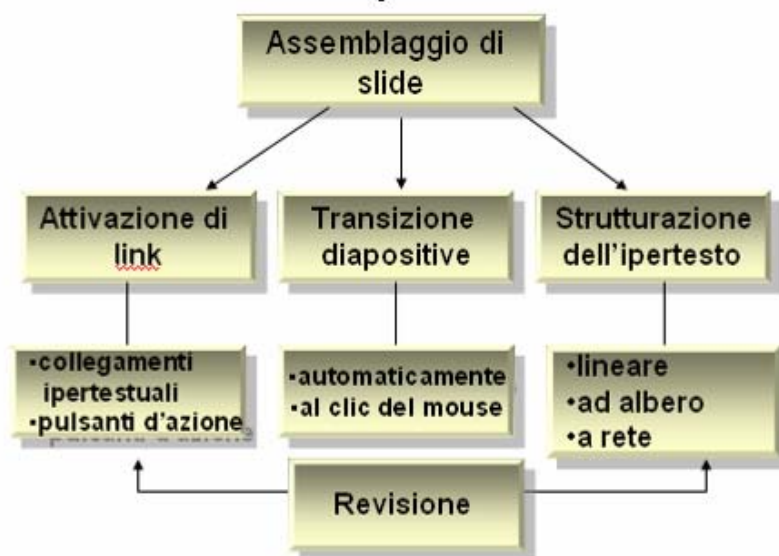 Assemblaggio di
slide
Attivazione di
link
Transizione
diapositive
Strutturazione
dell'ipertesto
•collegamenti
ipertestuali
•pulsanti d'azione
•automaticamente
•al clic del mouse
•lineare
•ad albero
•a rete
Revisione